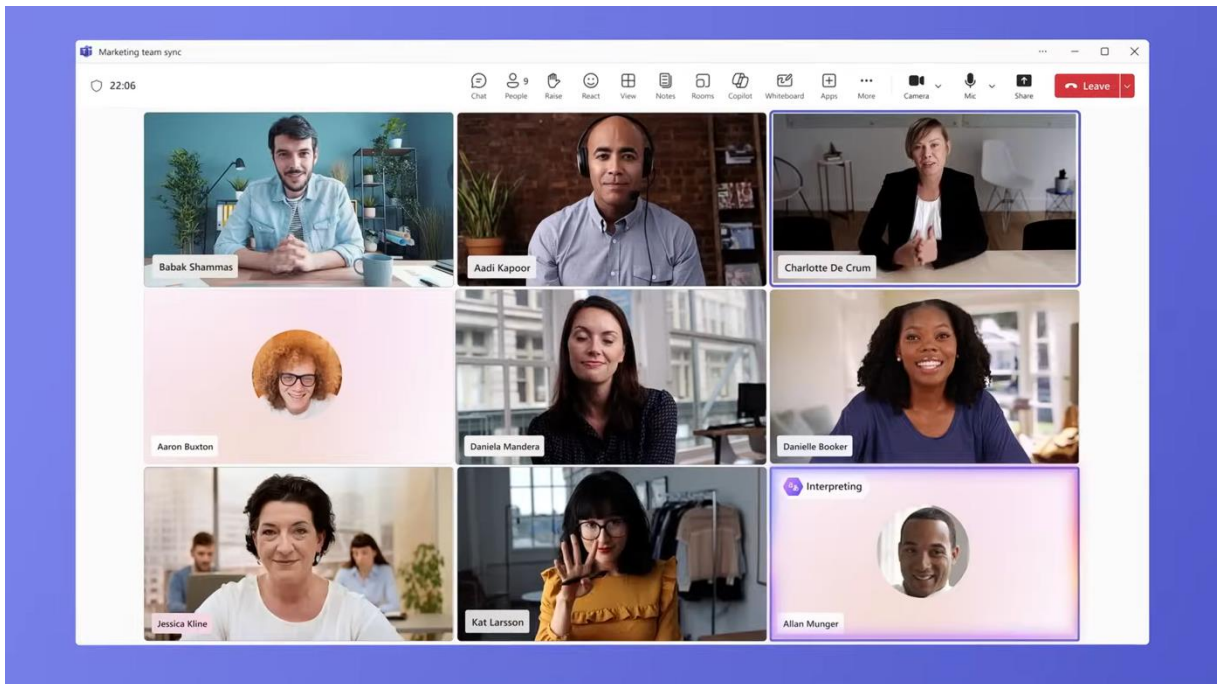 Marketing team sync
22:06
Chat
People 9
Raise
React
View
Notes
Rooms
Copilot
Whiteboard
Apps
More
Camera
Mic
Share
Leave
Babak Shammas
Aadi Kapoor
Charlotte De Crum
Aaron Buxton
Daniela Mandera
Danielle Booker
Interpreting
Jessica Kline
Kat Larsson
Allan Munger